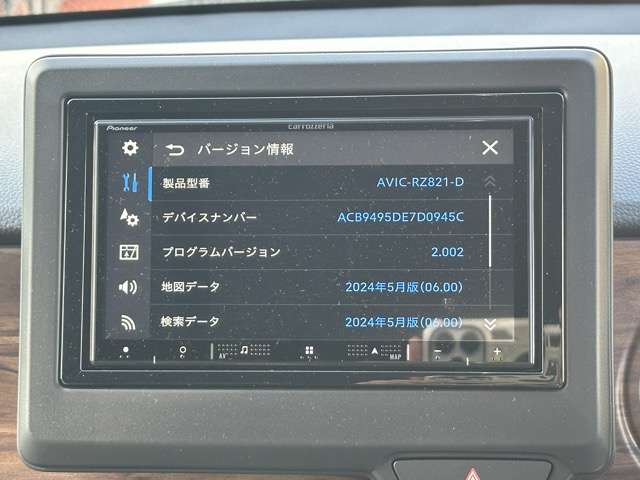 Pioneer
carrozzeria
バージョン情報
製品型番 AVIC-RZ821-D
デバイスナンバー ACB9495DE7D0945C
プログラムバージョン 2.002
地図データ 2024年5月版(06.00)
検索データ 2024年5月版(06.00)
AV MAP